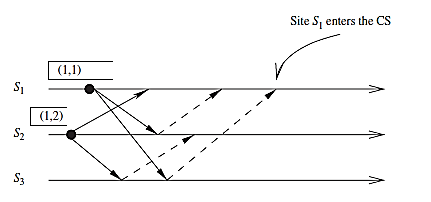 Site S1 enters the CS
(1,1)
S1
(1,2)
S2
S3